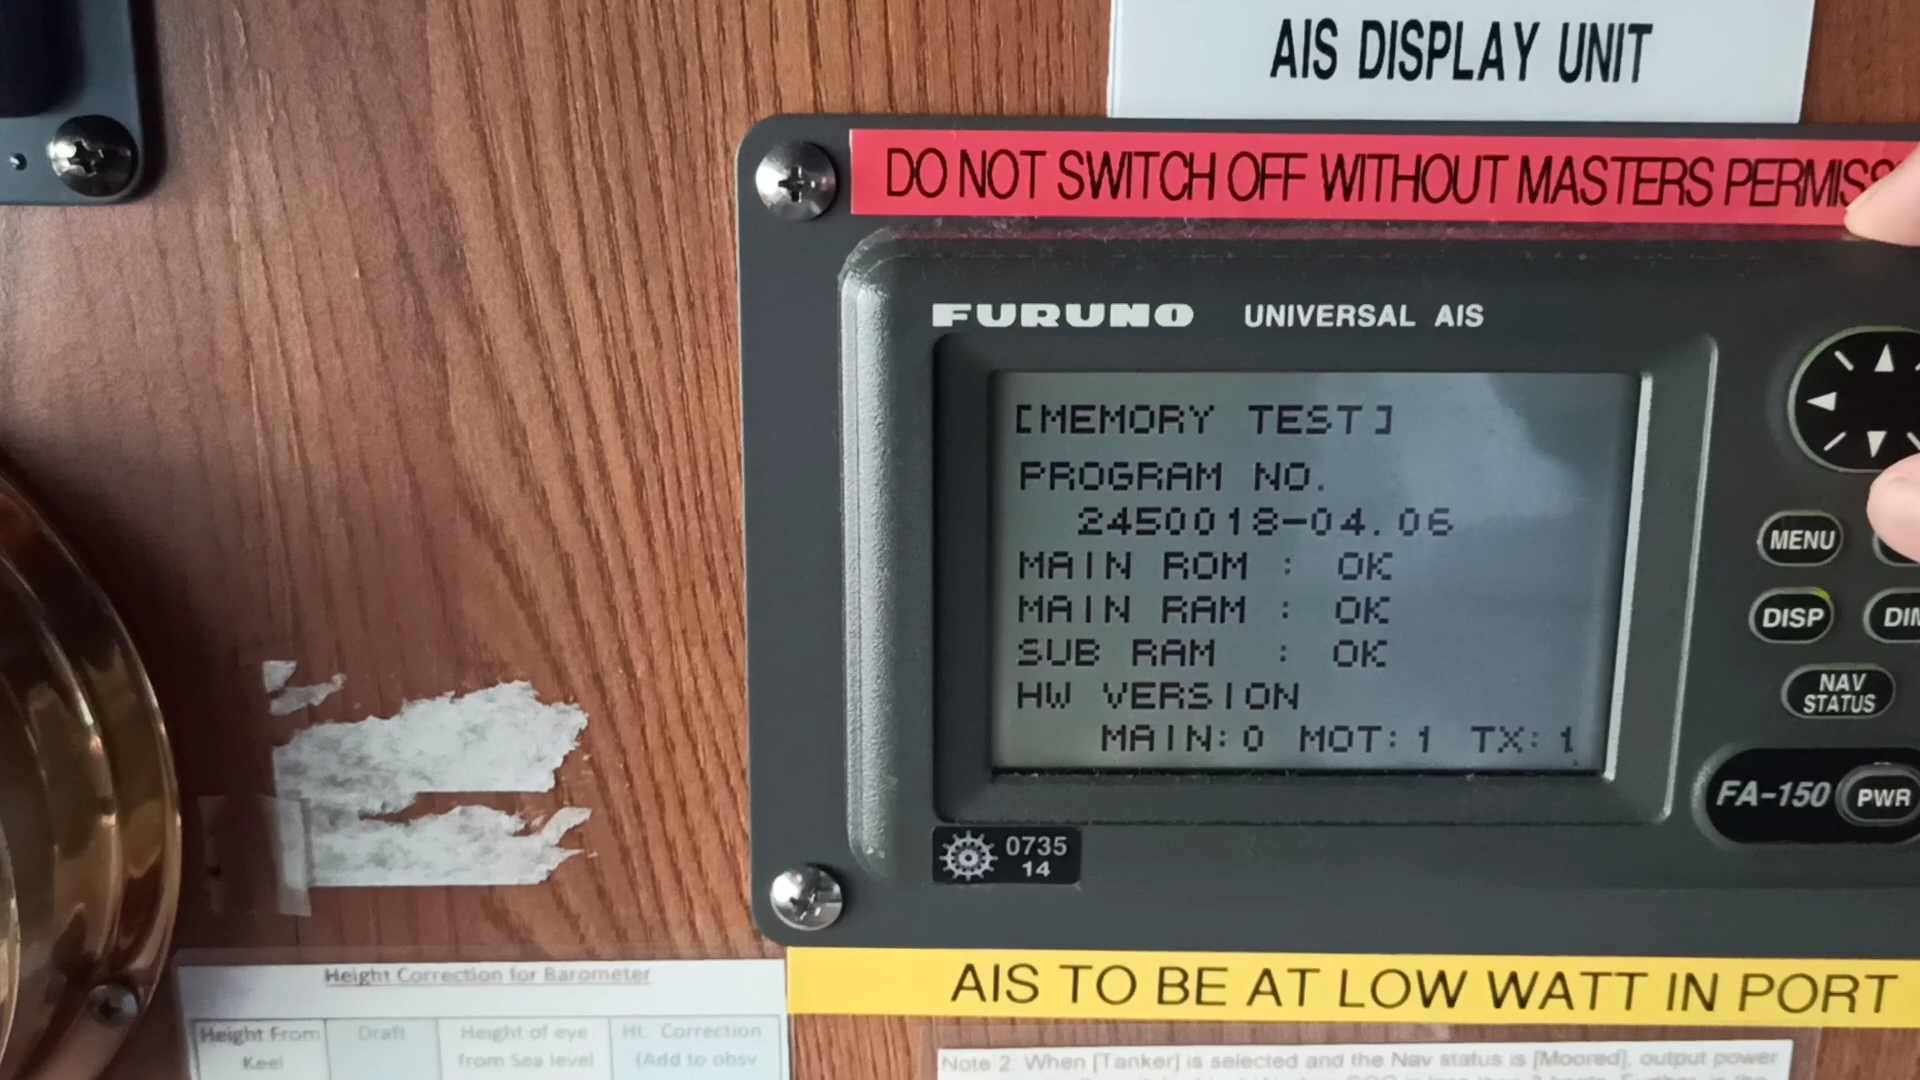 AIS DISPLAY UNIT
DO NOT SWITCH OFF WITHOUT MASTERS PERMISS
FURUNO UNIVERSAL AIS
[MEMORY TEST]
PROGRAM NO.
2450018-04.06
MAIN ROM : OK
MAIN RAM : OK
SUB RAM : OK
HW VERSION
MAIN:0 MOT:1 TX:1
MENU
DISP
DIM
NAV
STATUS
FA-150
PWR
0735
14
AIS TO BE AT LOW WATT IN PORT
Height Correction for Barometer
Height From
Keel
Draft
Height of eye
from Sea level
Ht. Correction
(Add to obsv
Note 2 When [Tanker] is selected and the Nav status is [Moored], output power